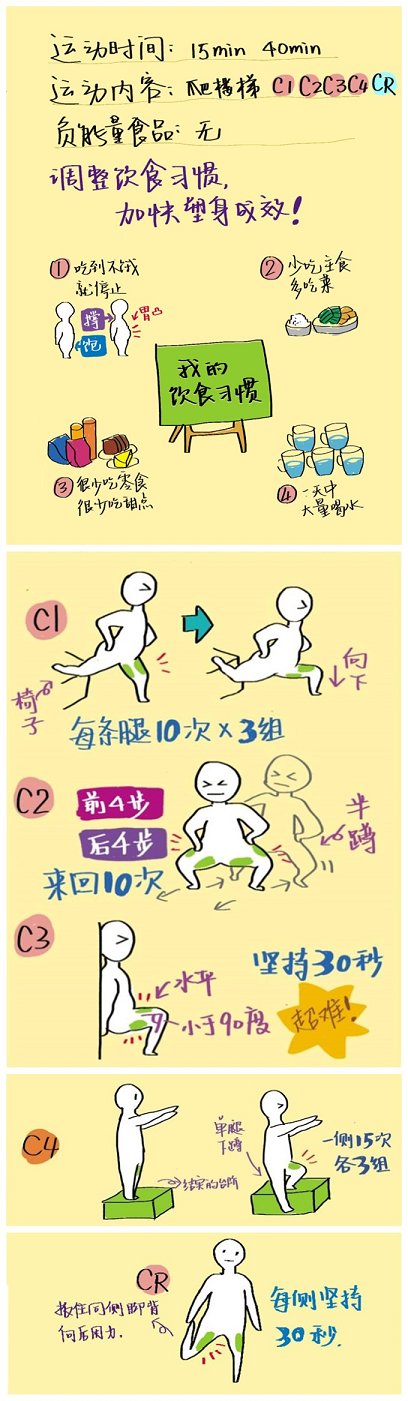 运动时间：15min 40min
运动内容：爬楼梯 C1 C2 C3 C4 CR
负能量食品：无
调整饮食习惯，
加快塑身成效！
① 吃到不饿
就停止
撑
饱
胃凸
② 少吃主食
多吃菜
我的
饮食习惯
③ 很少吃零食
很少吃甜点
④ 一天中
大量喝水
C1
椅子
向下
每条腿10次×3组
C2
前4步
后4步
来回10次
半蹲
C3
水平
小于90度
坚持30秒
超难！
C4
结实的台阶
单腿
下蹲
一侧15次
各3组
CR
扳住同侧脚背
向后用力.
每侧坚持
30秒.